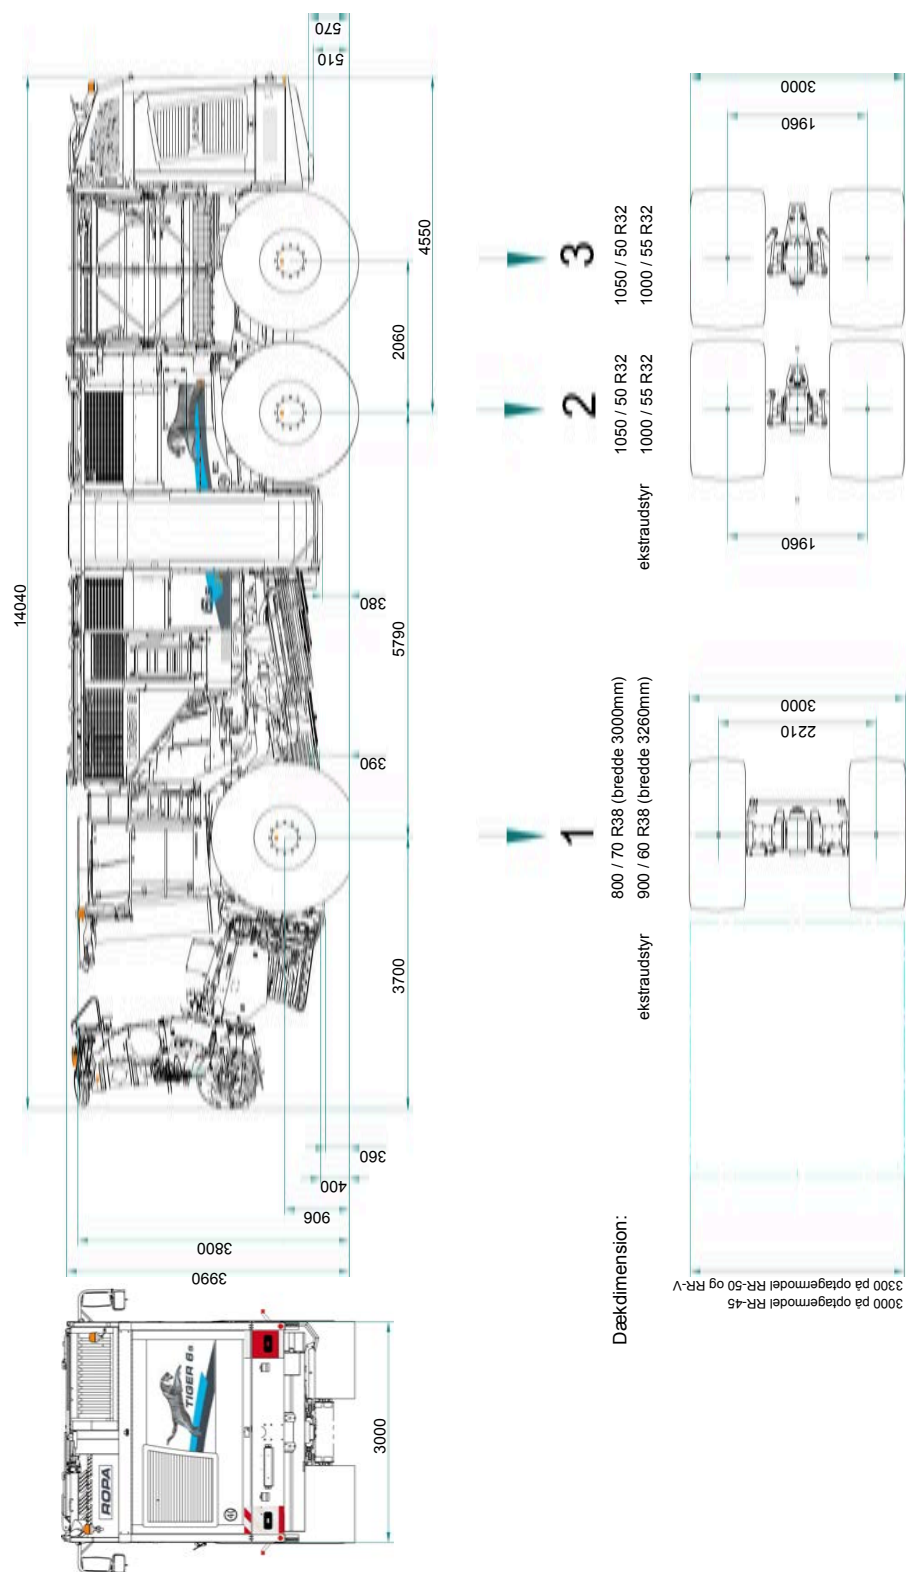 14040
570
510
4550
2060
5790
3700
380
390
360
400
906
3800
3990
ROPA
TIGER 6S
3000
Dækdimension:
1
800 / 70 R38 (bredde 3000mm)
ekstraudstyr 900 / 60 R38 (bredde 3260mm)
2
1050 / 50 R32
ekstraudstyr 1000 / 55 R32
3
1050 / 50 R32
1000 / 55 R32
3000 på optagermodel RR-45
3300 på optagermodel RR-50 og RR-V
3000
2210
1960
1960
3000